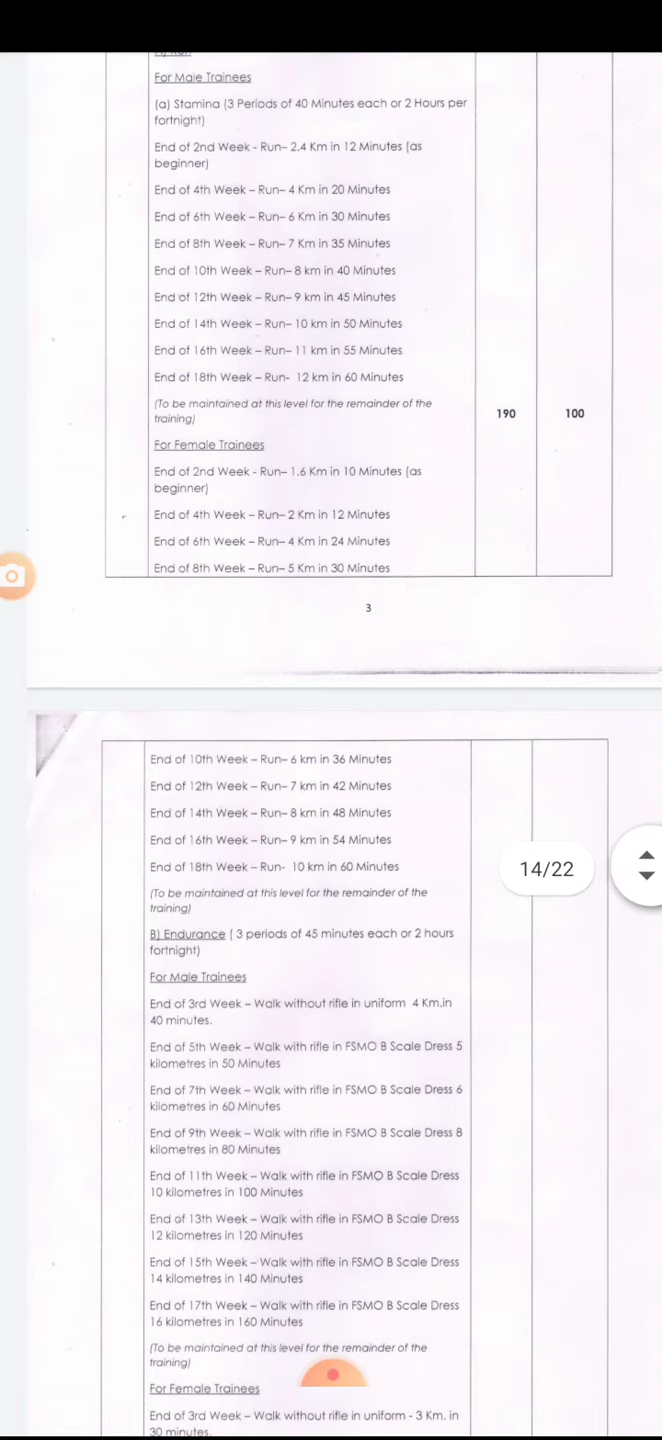 For Male Trainees
(a) Stamina (3 Periods of 40 Minutes each or 2 Hours per
fortnight)
End of 2nd Week - Run– 2.4 Km in 12 Minutes (as
beginner)
End of 4th Week – Run– 4 Km in 20 Minutes
End of 6th Week – Run– 6 Km in 30 Minutes
End of 8th Week – Run– 7 Km in 35 Minutes
End of 10th Week – Run– 8 km in 40 Minutes
End of 12th Week – Run– 9 km in 45 Minutes
End of 14th Week – Run– 10 km in 50 Minutes
End of 16th Week – Run– 11 km in 55 Minutes
End of 18th Week – Run- 12 km in 60 Minutes
(To be maintained at this level for the remainder of the
training)
190
100
For Female Trainees
End of 2nd Week - Run– 1.6 Km in 10 Minutes (as
beginner)
End of 4th Week – Run– 2 Km in 12 Minutes
End of 6th Week – Run– 4 Km in 24 Minutes
End of 8th Week – Run– 5 Km in 30 Minutes
3
End of 10th Week – Run– 6 km in 36 Minutes
End of 12th Week – Run– 7 km in 42 Minutes
End of 14th Week – Run– 8 km in 48 Minutes
End of 16th Week – Run– 9 km in 54 Minutes
End of 18th Week – Run- 10 km in 60 Minutes
14/22
(To be maintained at this level for the remainder of the
training)
B) Endurance ( 3 periods of 45 minutes each or 2 hours
fortnight)
For Male Trainees
End of 3rd Week – Walk without rifle in uniform 4 Km.in
40 minutes.
End of 5th Week – Walk with rifle in FSMO B Scale Dress 5
kilometres in 50 Minutes
End of 7th Week – Walk with rifle in FSMO B Scale Dress 6
kilometres in 60 Minutes
End of 9th Week – Walk with rifle in FSMO B Scale Dress 8
kilometres in 80 Minutes
End of 11th Week – Walk with rifle in FSMO B Scale Dress
10 kilometres in 100 Minutes
End of 13th Week – Walk with rifle in FSMO B Scale Dress
12 kilometres in 120 Minutes
End of 15th Week – Walk with rifle in FSMO B Scale Dress
14 kilometres in 140 Minutes
End of 17th Week – Walk with rifle in FSMO B Scale Dress
16 kilometres in 160 Minutes
(To be maintained at this level for the remainder of the
training)
For Female Trainees
End of 3rd Week – Walk without rifle in uniform - 3 Km. in
30 minutes.